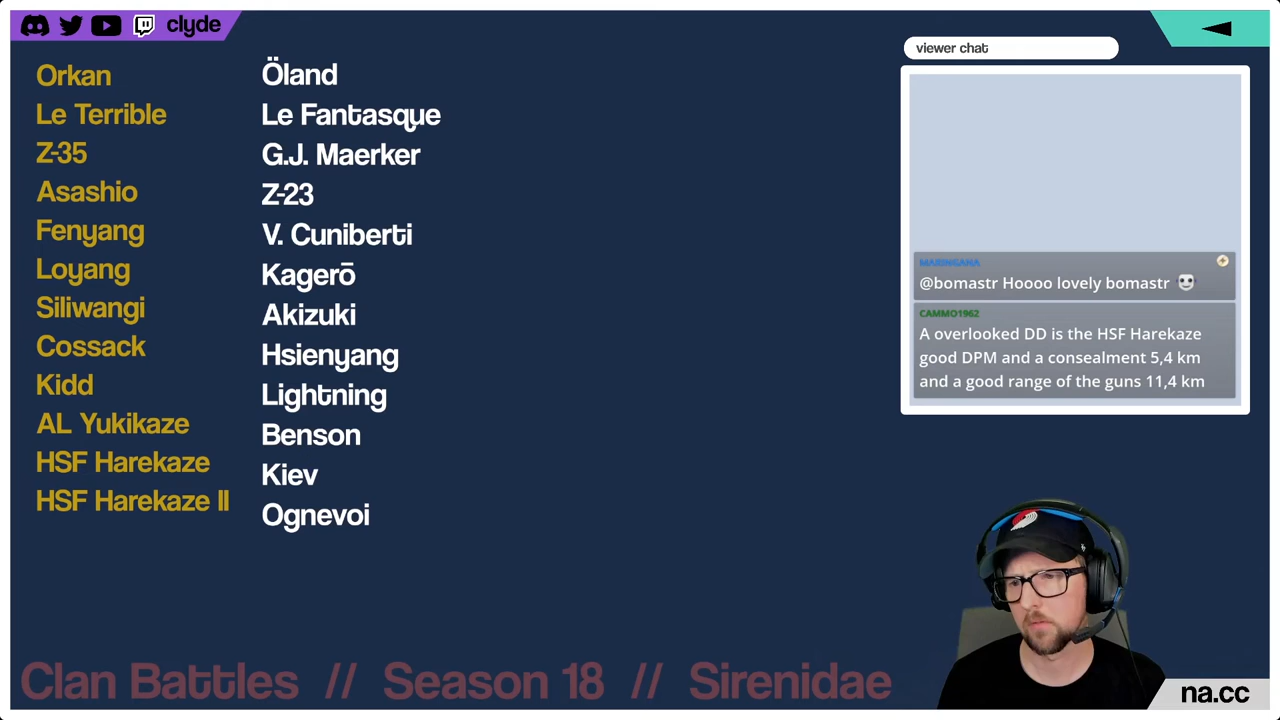 clyde
Orkan
Le Terrible
Z-35
Asashio
Fenyang
Loyang
Siliwangi
Cossack
Kidd
AL Yukikaze
HSF Harekaze
HSF Harekaze II
Öland
Le Fantasque
G.J. Maerker
Z-23
V. Cuniberti
Kagerō
Akizuki
Hsienyang
Lightning
Benson
Kiev
Ognevoi
viewer chat
MAXINGANA
@bomastr Hoooo lovely bomastr
CAMMO1962
A overlooked DD is the HSF Harekaze
good DPM and a consealment 5,4 km
and a good range of the guns 11,4 km
Clan Battles // Season 18 // Sirenidae
na.cc